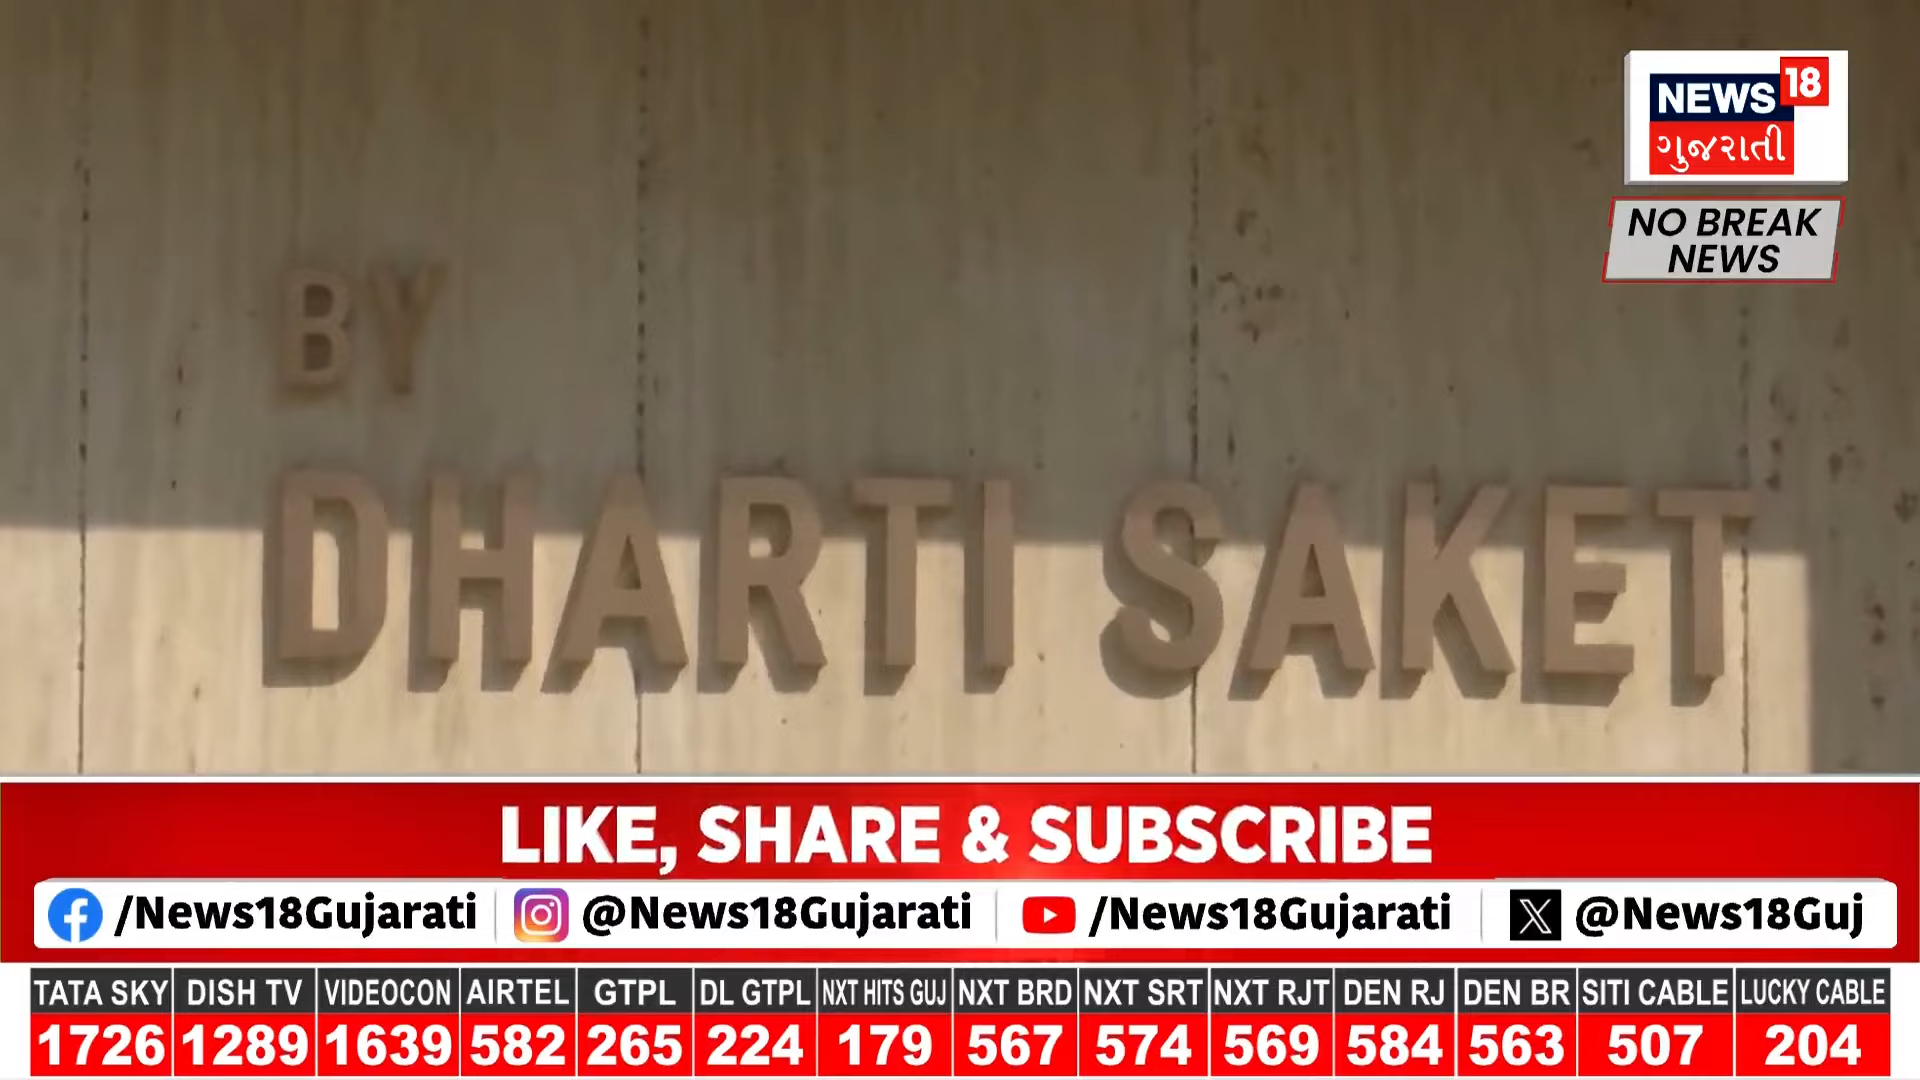 NEWS 18
ગુજરાતી
NO BREAK
NEWS
BY
DHARTI SAKET
LIKE, SHARE & SUBSCRIBE
/News18Gujarati @News18Gujarati /News18Gujarati @News18Guj
TATA SKY DISH TV VIDEOCON AIRTEL GTPL DL GTPL NXT HITS GUJ NXT BRD NXT SRT NXT RJT DEN RJ DEN BR SITI CABLE LUCKY CABLE
1726 1289 1639 582 265 224 179 567 574 569 584 563 507 204